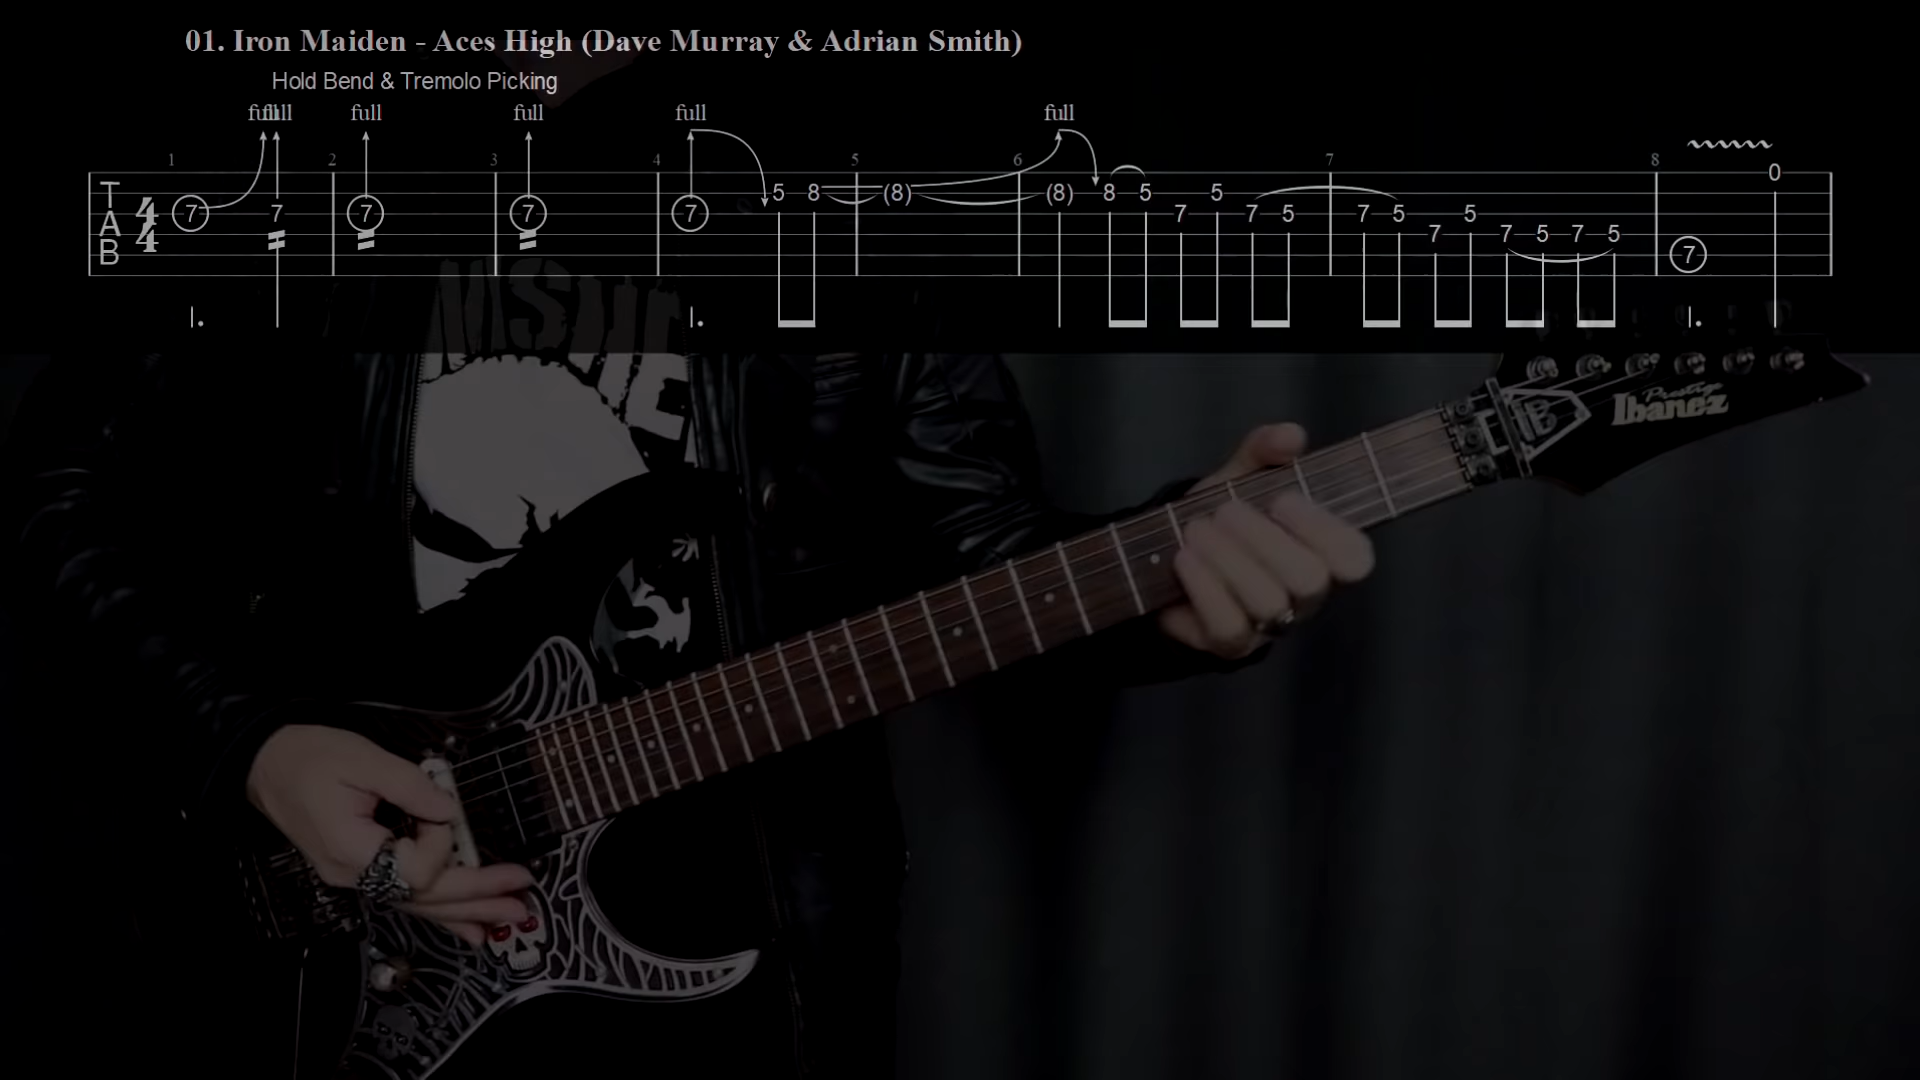 01. Iron Maiden - Aces High (Dave Murray & Adrian Smith)
Hold Bend & Tremolo Picking
full full full full full full
1 2 3 4 5 6 7 8
T A B
4 4
0
5 8 (8) (8) 8 5 5
7 7 7 7 7 7 7 5 7 5 5
7 7 5 7 5
7
Prestige
Ibanez